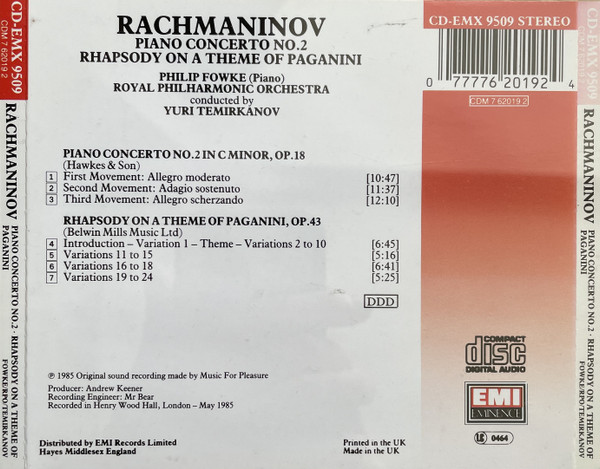 CD-EMX 9509
CDM 7 62019 2
RACHMANINOV
PIANO CONCERTO NO.2 · RHAPSODY ON A THEME OF
PAGANINI
FOWKE/RPO/TEMIRKANOV
RACHMANINOV
PIANO CONCERTO NO.2
RHAPSODY ON A THEME OF PAGANINI
PHILIP FOWKE (Piano)
ROYAL PHILHARMONIC ORCHESTRA
conducted by
YURI TEMIRKANOV
PIANO CONCERTO NO.2 IN C MINOR, OP.18
(Hawkes & Son)
1 First Movement: Allegro moderato [10:47]
2 Second Movement: Adagio sostenuto [11:37]
3 Third Movement: Allegro scherzando [12:10]
RHAPSODY ON A THEME OF PAGANINI, OP.43
(Belwin Mills Music Ltd)
4 Introduction – Variation 1 – Theme – Variations 2 to 10 [6:45]
5 Variations 11 to 15 [5:16]
6 Variations 16 to 18 [6:41]
7 Variations 19 to 24 [5:25]
DDD
℗ 1985 Original sound recording made by Music For Pleasure
Producer: Andrew Keener
Recording Engineer: Mr Bear
Recorded in Henry Wood Hall, London – May 1985
Distributed by EMI Records Limited
Hayes Middlesex England
Printed in the UK
Made in the UK
CD-EMX 9509 STEREO
0 77776 20192 4
CDM 7 62019 2
COMPACT
disc
DIGITAL AUDIO
EMI
EMINENCE
LC 0464
CD-EMX 9509
CDM 7 62019 2
RACHMANINOV
PIANO CONCERTO NO.2 · RHAPSODY ON A THEME OF
PAGANINI
FOWKE/RPO/TEMIRKANOV